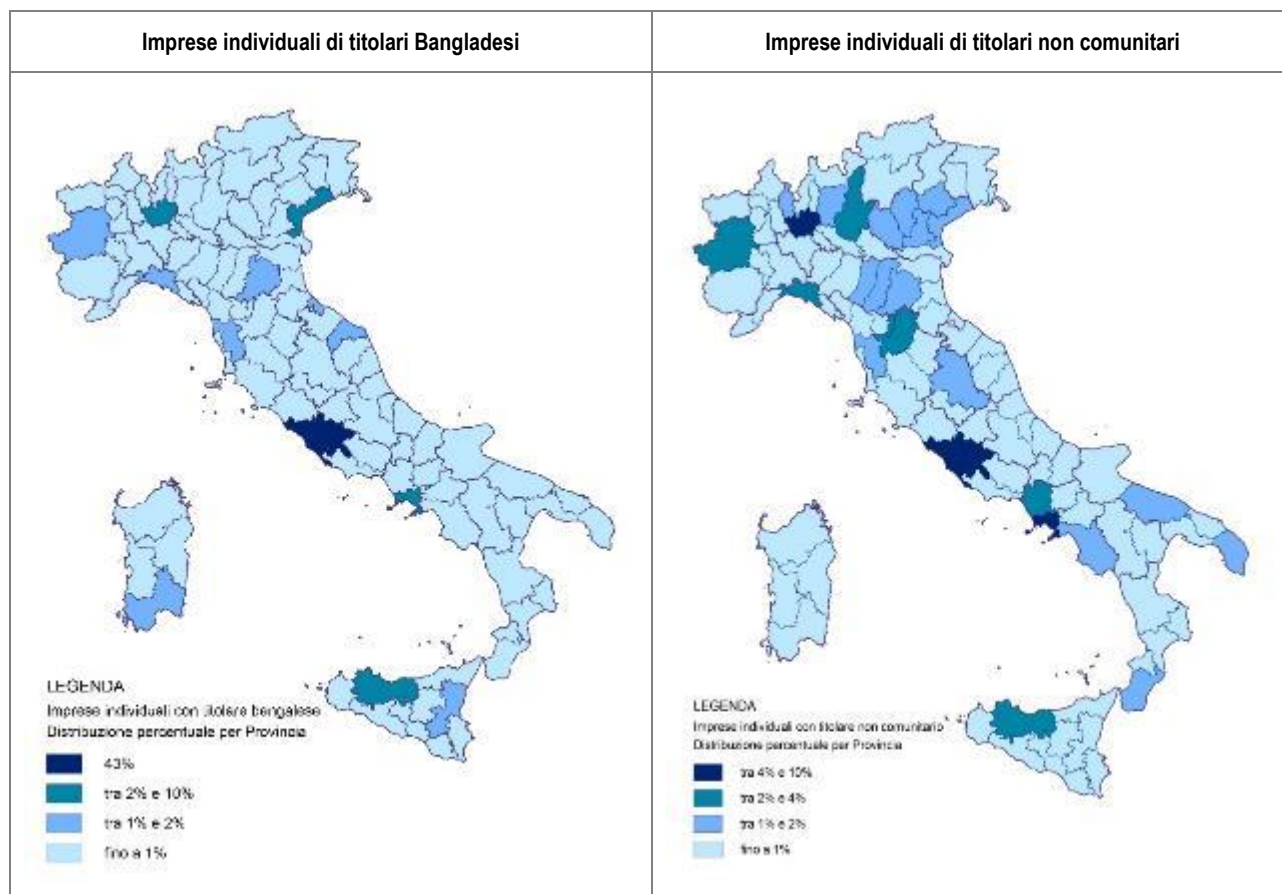 Imprese individuali di titolari Bangladesi
Imprese individuali di titolari non comunitari
LEGENDA
Imprese individuali con titolare bengalese
Distribuzione percentuale per Provincia
43%
tra 2% e 10%
tra 1% e 2%
fino a 1%
LEGENDA
Imprese individuali con titolare non comunitario
Distribuzione percentuale per Provincia
tra 4% e 10%
tra 2% e 4%
tra 1% e 2%
fino a 1%